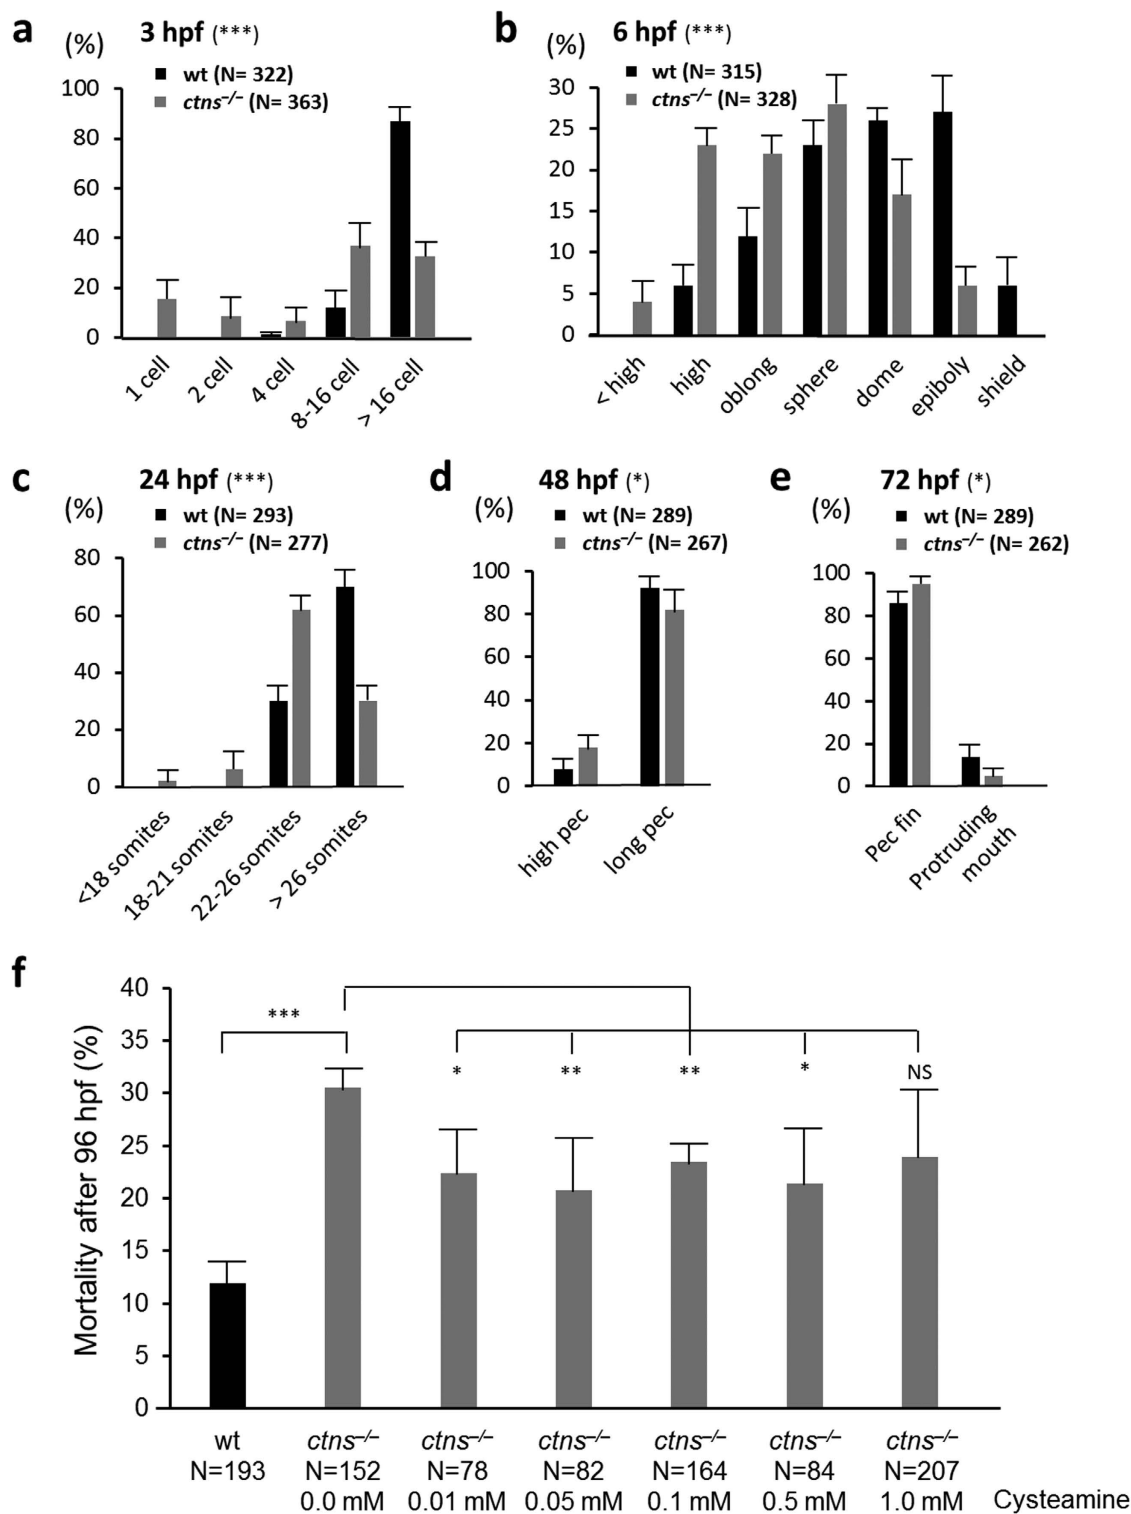 a
3 hpf (***)
(%)
wt (N= 322)
ctns−/− (N= 363)
100
80
60
40
20
0
1 cell
2 cell
4 cell
8-16 cell
> 16 cell
b
6 hpf (***)
(%)
wt (N= 315)
ctns−/− (N= 328)
30
25
20
15
10
5
0
< high
high
oblong
sphere
dome
epiboly
shield
c
24 hpf (***)
(%)
wt (N= 293)
ctns−/− (N= 277)
80
60
40
20
0
<18 somites
18-21 somites
22-26 somites
> 26 somites
d
48 hpf (*)
(%)
wt (N= 289)
ctns−/− (N= 267)
100
80
60
40
20
0
high pec
long pec
e
72 hpf (*)
(%)
wt (N= 289)
ctns−/− (N= 262)
100
80
60
40
20
0
Pec fin
Protruding
mouth
f
Mortality after 96 hpf (%)
40
35
30
25
20
15
10
5
0
***
*
**
**
*
NS
wt
N=193
ctns−/−
N=152
0.0 mM
ctns−/−
N=78
0.01 mM
ctns−/−
N=82
0.05 mM
ctns−/−
N=164
0.1 mM
ctns−/−
N=84
0.5 mM
ctns−/−
N=207
1.0 mM
Cysteamine